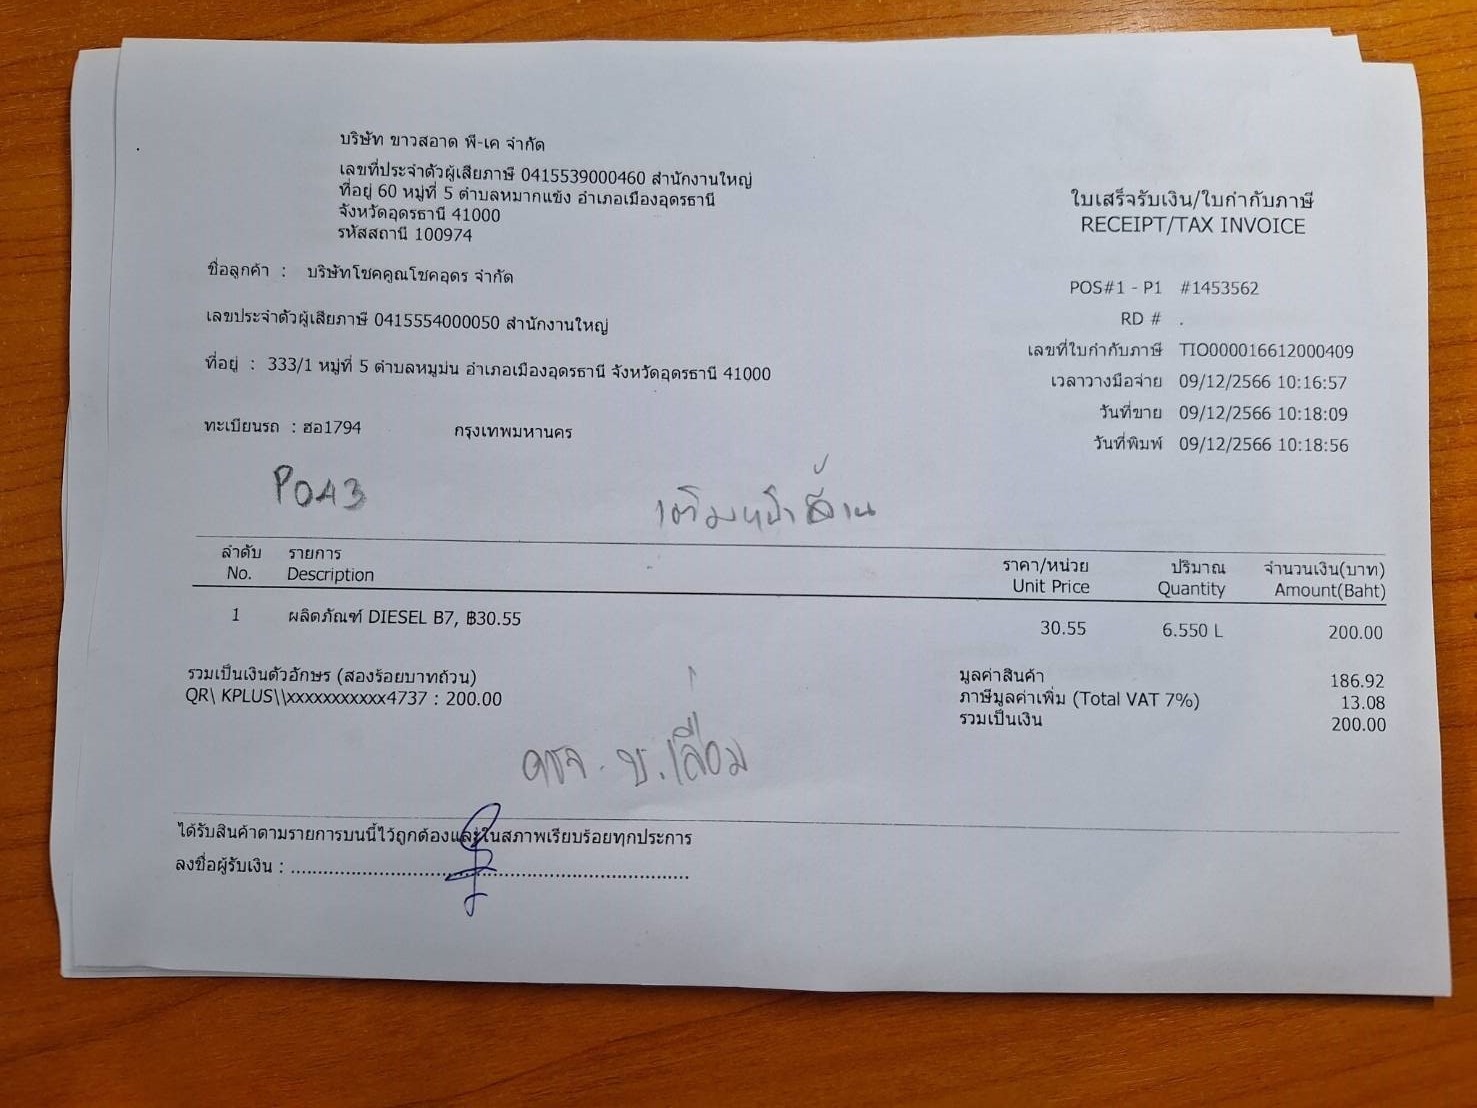 บริษัท ขาวสอาด พี-เค จำกัด
เลขที่ประจำตัวผู้เสียภาษี 0415539000460 สำนักงานใหญ่
ที่อยู่ 60 หมู่ที่ 5 ตำบลหมากแข้ง อำเภอเมืองอุดรธานี
จังหวัดอุดรธานี 41000
รหัสสถานี 100974
ใบเสร็จรับเงิน/ใบกำกับภาษี
RECEIPT/TAX INVOICE
ชื่อลูกค้า : บริษัทโชคคูณโชคอุดร จำกัด
เลขประจำตัวผู้เสียภาษี 0415554000050 สำนักงานใหญ่
ที่อยู่ : 333/1 หมู่ที่ 5 ตำบลหมูม่น อำเภอเมืองอุดรธานี จังหวัดอุดรธานี 41000
ทะเบียนรถ : ฮอ1794 กรุงเทพมหานคร
POS#1 - P1 #1453562
RD # .
เลขที่ใบกำกับภาษี TIO000016612000409
เวลาวางมือจ่าย 09/12/2566 10:16:57
วันที่ขาย 09/12/2566 10:18:09
วันที่พิมพ์ 09/12/2566 10:18:56
P043
ลำดับ รายการ ราคา/หน่วย ปริมาณ จำนวนเงิน(บาท)
No. Description Unit Price Quantity Amount(Baht)
1 ผลิตภัณฑ์ DIESEL B7, ฿30.55 30.55 6.550 L 200.00
รวมเป็นเงินตัวอักษร (สองร้อยบาทถ้วน)
QR\ KPLUS\\xxxxxxxxxxx4737 : 200.00
มูลค่าสินค้า 186.92
ภาษีมูลค่าเพิ่ม (Total VAT 7%) 13.08
รวมเป็นเงิน 200.00
คชจ. บ.เลื่อม
ได้รับสินค้าตามรายการบนนี้ไว้ถูกต้องและในสภาพเรียบร้อยทุกประการ
ลงชื่อผู้รับเงิน :